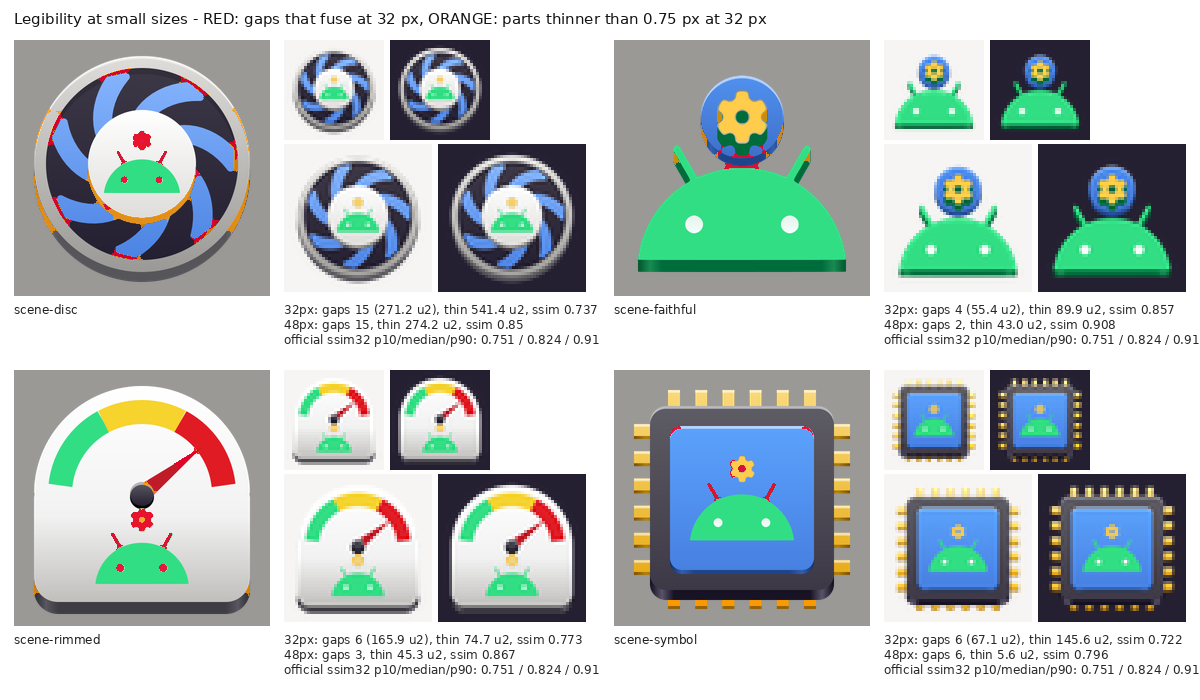 Legibility at small sizes - RED: gaps that fuse at 32 px, ORANGE: parts thinner than 0.75 px at 32 px
scene-disc
32px: gaps 15 (271.2 u2), thin 541.4 u2, ssim 0.737
48px: gaps 15, thin 274.2 u2, ssim 0.85
official ssim32 p10/median/p90: 0.751 / 0.824 / 0.91
scene-faithful
32px: gaps 4 (55.4 u2), thin 89.9 u2, ssim 0.857
48px: gaps 2, thin 43.0 u2, ssim 0.908
official ssim32 p10/median/p90: 0.751 / 0.824 / 0.91
scene-rimmed
32px: gaps 6 (165.9 u2), thin 74.7 u2, ssim 0.773
48px: gaps 3, thin 45.3 u2, ssim 0.867
official ssim32 p10/median/p90: 0.751 / 0.824 / 0.91
scene-symbol
32px: gaps 6 (67.1 u2), thin 145.6 u2, ssim 0.722
48px: gaps 6, thin 5.6 u2, ssim 0.796
official ssim32 p10/median/p90: 0.751 / 0.824 / 0.91